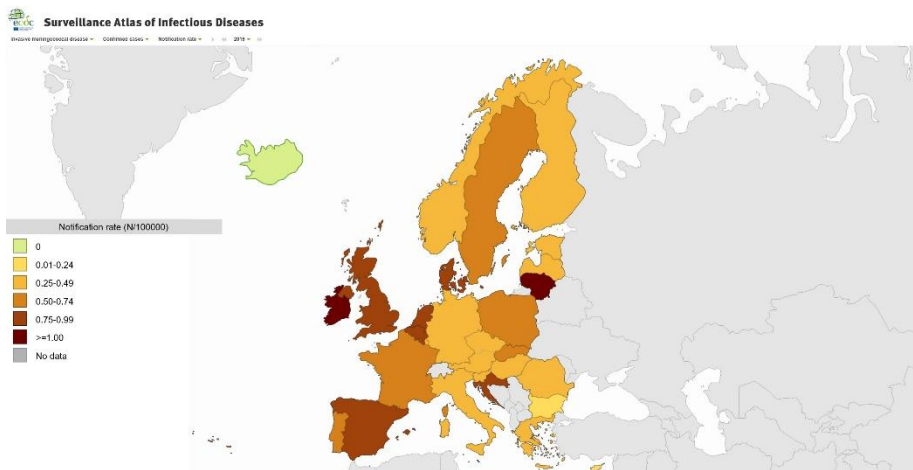 ecdc
Surveillance Atlas of Infectious Diseases
Invasive meningococcal disease Confirmed cases Notification rate 2018
Notification rate (N/100000)
0
0.01-0.24
0.25-0.49
0.50-0.74
0.75-0.99
>=1.00
No data